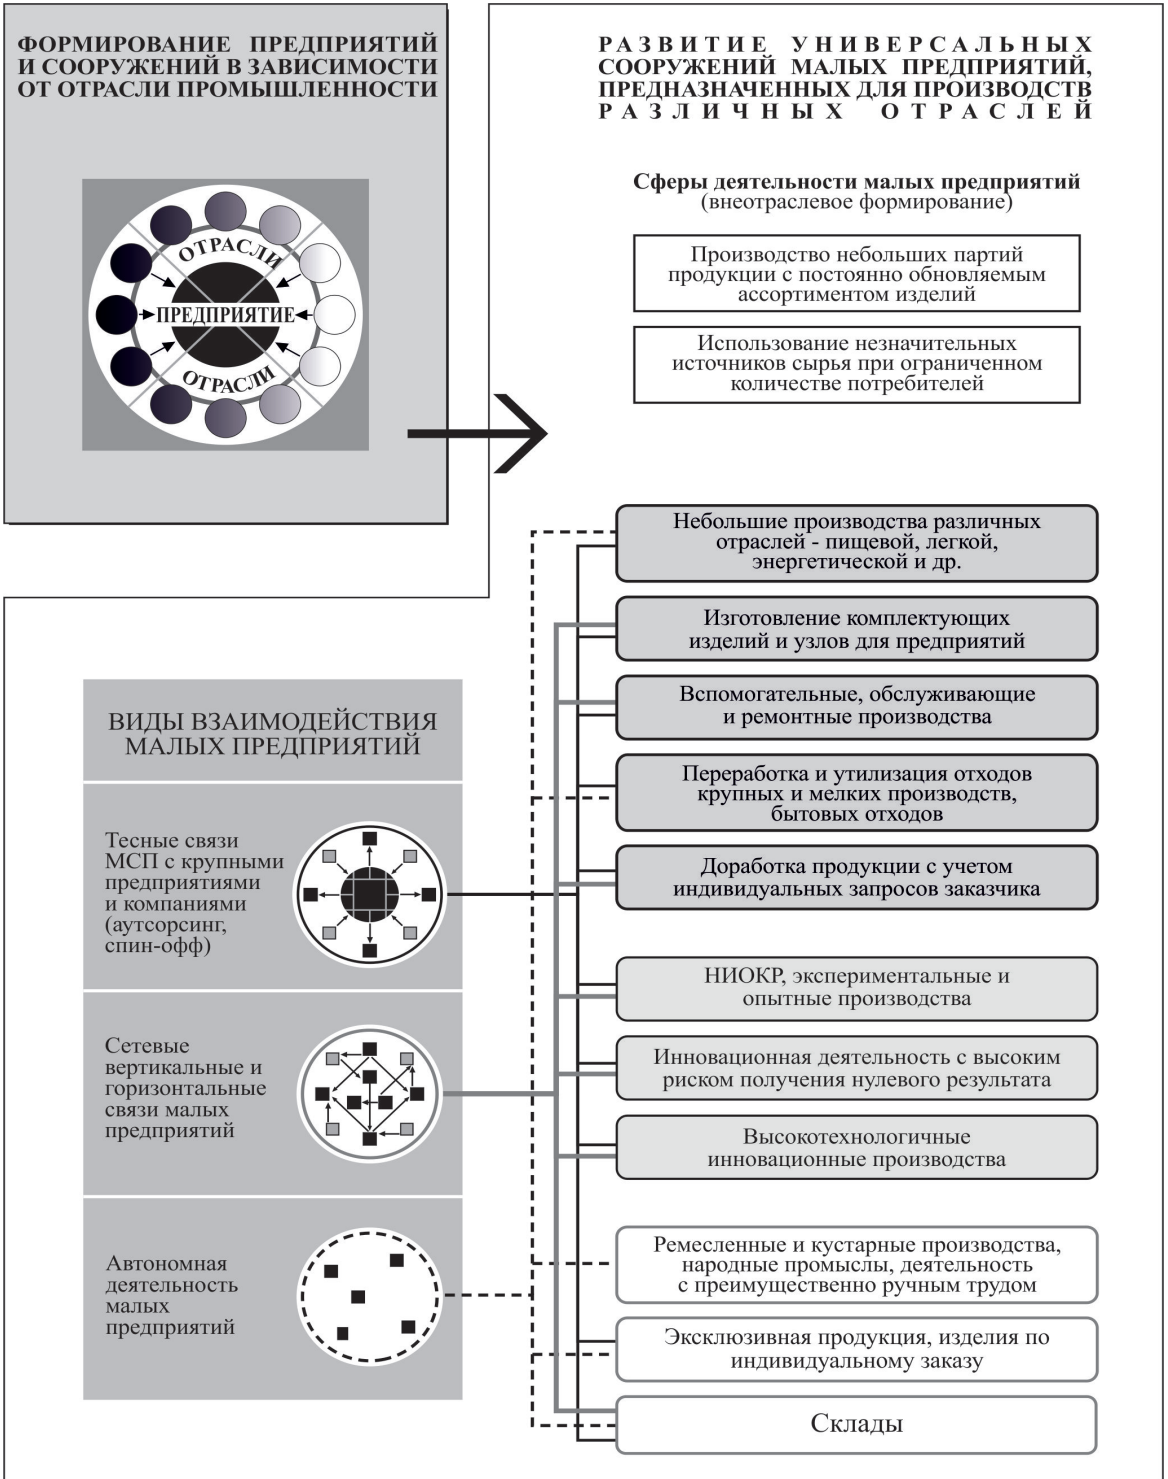 ФОРМИРОВАНИЕ ПРЕДПРИЯТИЙ
И СООРУЖЕНИЙ В ЗАВИСИМОСТИ
ОТ ОТРАСЛИ ПРОМЫШЛЕННОСТИ
ОТРАСЛИ
ПРЕДПРИЯТИЕ
ОТРАСЛИ
РАЗВИТИЕ УНИВЕРСАЛЬНЫХ
СООРУЖЕНИЙ МАЛЫХ ПРЕДПРИЯТИЙ,
ПРЕДНАЗНАЧЕННЫХ ДЛЯ ПРОИЗВОДСТВ
РАЗЛИЧНЫХ ОТРАСЛЕЙ
Сферы деятельности малых предприятий
(внеотраслевое формирование)
Производство небольших партий
продукции с постоянно обновляемым
ассортиментом изделий
Использование незначительных
источников сырья при ограниченном
количестве потребителей
Небольшие производства различных
отраслей - пищевой, легкой,
энергетической и др.
Изготовление комплектующих
изделий и узлов для предприятий
Вспомогательные, обслуживающие
и ремонтные производства
Переработка и утилизация отходов
крупных и мелких производств,
бытовых отходов
Доработка продукции с учетом
индивидуальных запросов заказчика
НИОКР, экспериментальные и
опытные производства
Инновационная деятельность с высоким
риском получения нулевого результата
Высокотехнологичные
инновационные производства
Ремесленные и кустарные производства,
народные промыслы, деятельность
с преимущественно ручным трудом
Эксклюзивная продукция, изделия по
индивидуальному заказу
Склады
ВИДЫ ВЗАИМОДЕЙСТВИЯ
МАЛЫХ ПРЕДПРИЯТИЙ
Тесные связи
МСП с крупными
предприятиями
и компаниями
(аутсорсинг,
спин-офф)
Сетевые
вертикальные и
горизонтальные
связи малых
предприятий
Автономная
деятельность
малых
предприятий